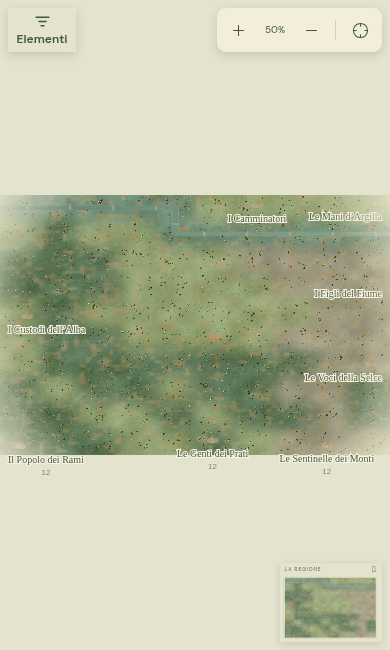 Elementi
50%
I Camminatori
Le Mani d'Argilla
I Figli del Fiume
I Custodi dell'Alba
Le Voci della Selce
Le Genti dei Prati
12
Il Popolo dei Rami
12
Le Sentinelle dei Monti
12
LA REGIONE